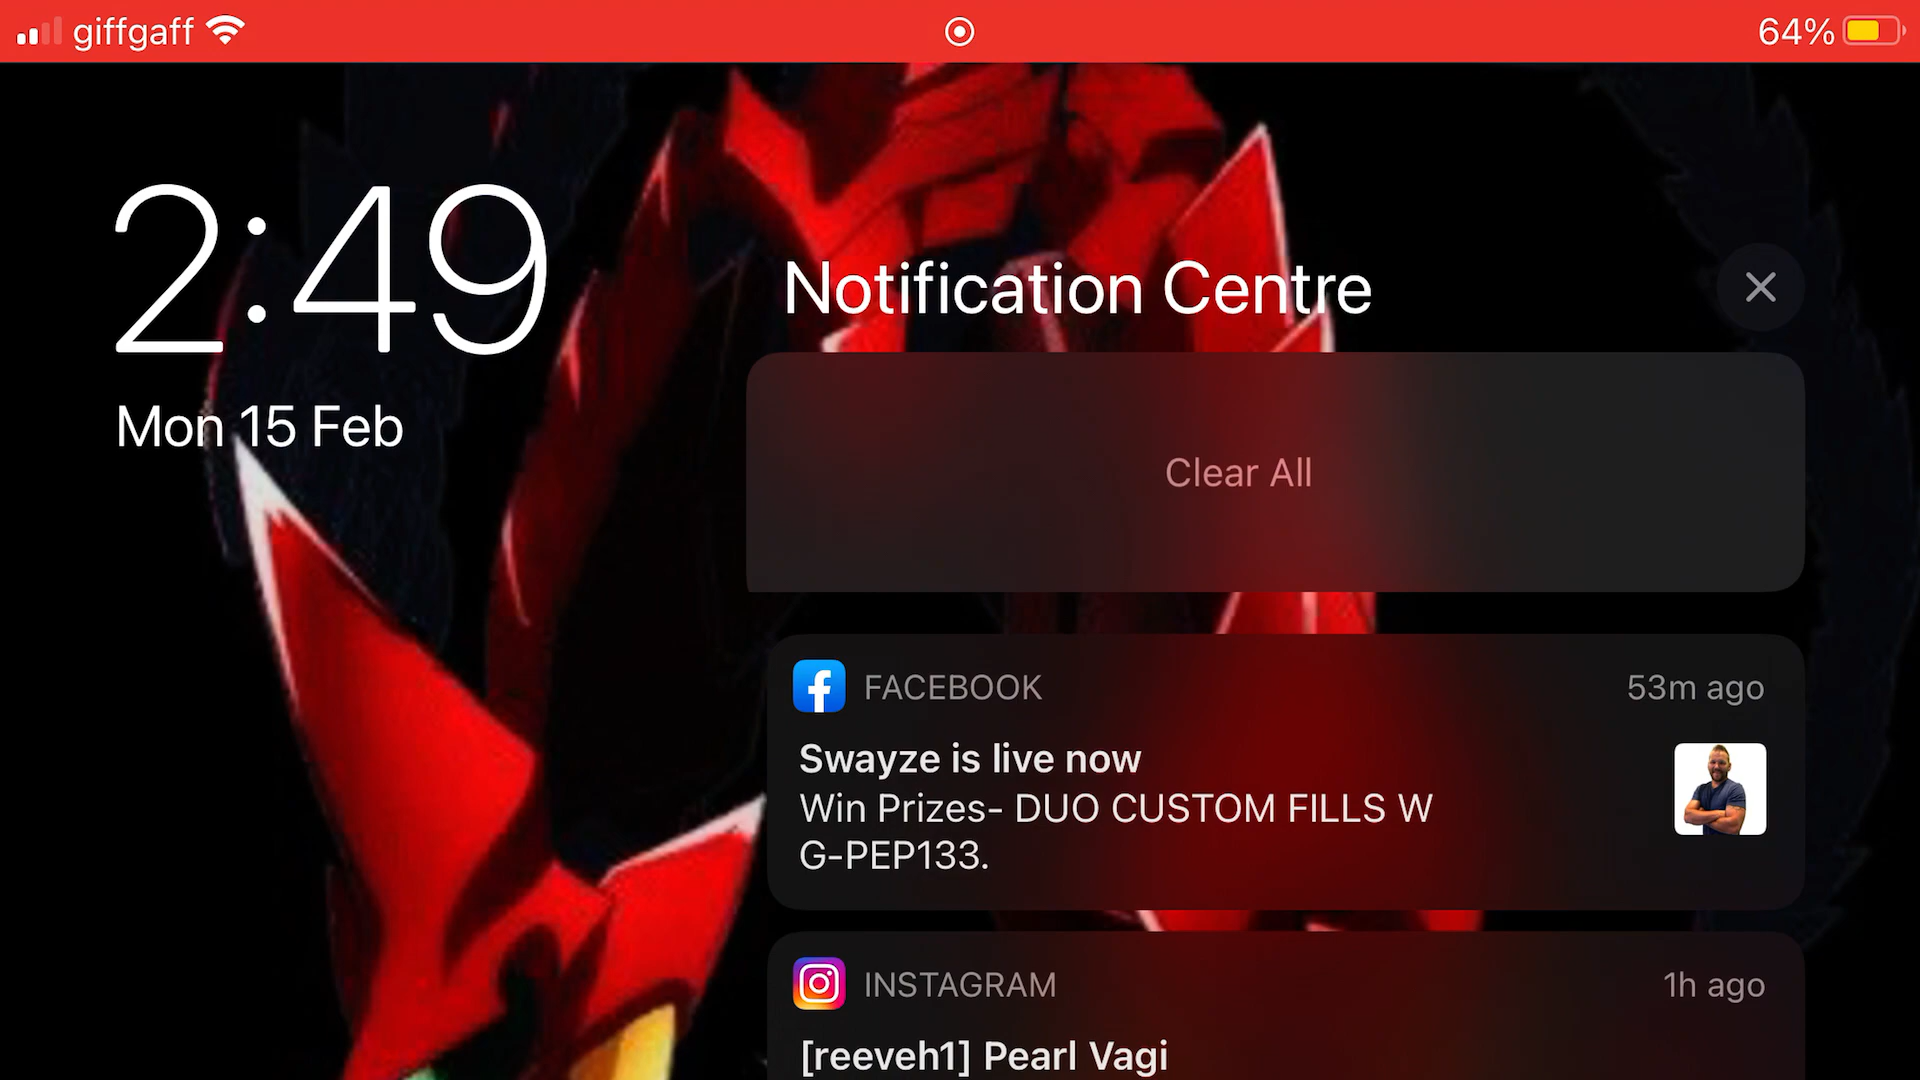 giffgaff
64%
2:49
Mon 15 Feb
Notification Centre
Clear All
FACEBOOK
53m ago
Swayze is live now
Win Prizes- DUO CUSTOM FILLS W
G-PEP133.
INSTAGRAM
1h ago
[reeveh1] Pearl Vagi